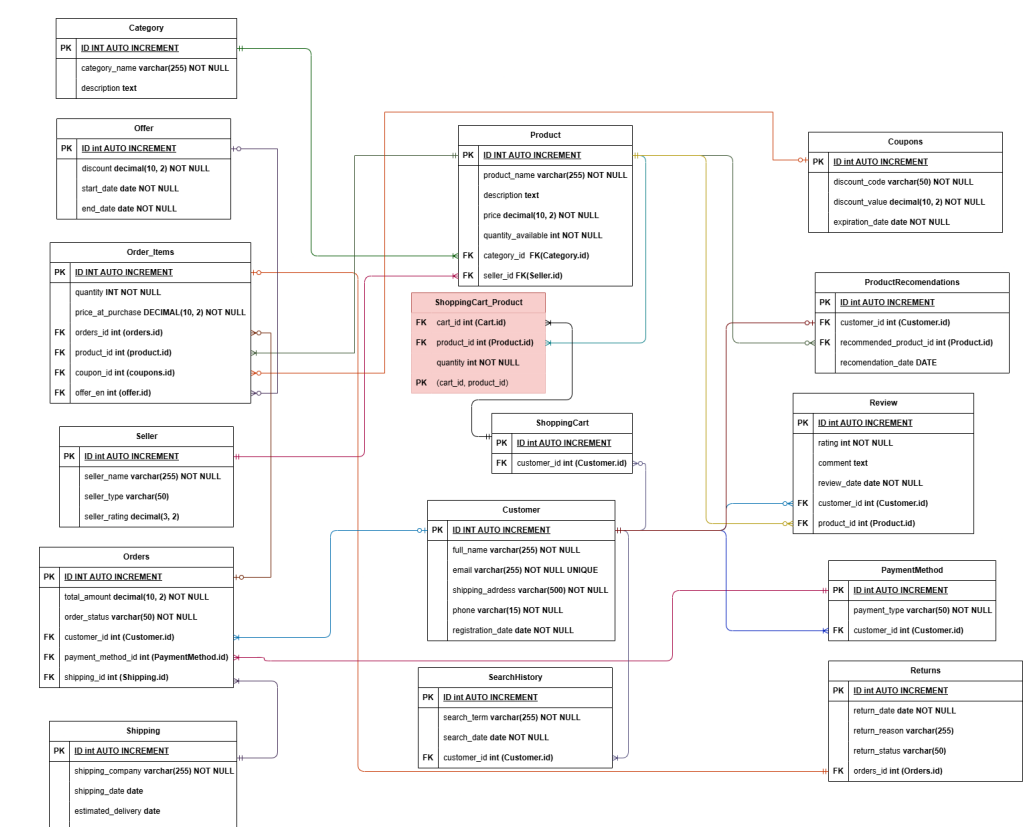 Category
PK ID INT AUTO INCREMENT
category_name varchar(255) NOT NULL
description text
Offer
PK ID int AUTO INCREMENT
discount decimal(10, 2) NOT NULL
start_date date NOT NULL
end_date date NOT NULL
Order_Items
PK ID INT AUTO INCREMENT
quantity INT NOT NULL
price_at_purchase DECIMAL(10, 2) NOT NULL
FK orders_id int (orders.id)
FK product_id int (product.id)
FK coupon_id int (coupons.id)
FK offer_en int (offer.id)
Seller
PK ID int AUTO INCREMENT
seller_name varchar(255) NOT NULL
seller_type varchar(50)
seller_rating decimal(3, 2)
Orders
PK ID INT AUTO INCREMENT
total_amount decimal(10, 2) NOT NULL
order_status varchar(50) NOT NULL
FK customer_id int (Customer.id)
FK payment_method_id int (PaymentMethod.id)
FK shipping_id int (Shipping.id)
Shipping
PK ID int AUTO INCREMENT
shipping_company varchar(255) NOT NULL
shipping_date date
estimated_delivery date
Product
PK ID INT AUTO INCREMENT
product_name varchar(255) NOT NULL
description text
price decimal(10, 2) NOT NULL
quantity_available int NOT NULL
FK category_id FK(Category.id)
FK seller_id FK(Seller.id)
ShoppingCart_Product
FK cart_id int (Cart.id)
FK product_id int (Product.id)
quantity int NOT NULL
PK (cart_id, product_id)
ShoppingCart
PK ID INT AUTO INCREMENT
FK customer_id int (Customer.id)
Customer
PK ID INT AUTO INCREMENT
full_name varchar(255) NOT NULL
email varchar(255) NOT NULL UNIQUE
shipping_adrdess varchar(500) NOT NULL
phone varchar(15) NOT NULL
registration_date date NOT NULL
SearchHistory
PK ID int AUTO INCREMENT
search_term varchar(255) NOT NULL
search_date date NOT NULL
FK customer_id int (Customer.id)
Coupons
PK ID int AUTO INCREMENT
discount_code varchar(50) NOT NULL
discount_value decimal(10, 2) NOT NULL
expiration_date date NOT NULL
ProductRecomendations
PK ID int AUTO INCREMENT
FK customer_id int (Customer.id)
FK recommended_product_id int (Product.id)
recomendation_date DATE
Review
PK ID int AUTO INCREMENT
rating int NOT NULL
comment text
review_date date NOT NULL
FK customer_id int (Customer.id)
FK product_id int (Product.id)
PaymentMethod
PK ID int AUTO INCREMENT
payment_type varchar(50) NOT NULL
FK customer_id int (Customer.id)
Returns
PK ID int AUTO INCREMENT
return_date date NOT NULL
return_reason varchar(255)
return_status varchar(50)
FK orders_id int (Orders.id)